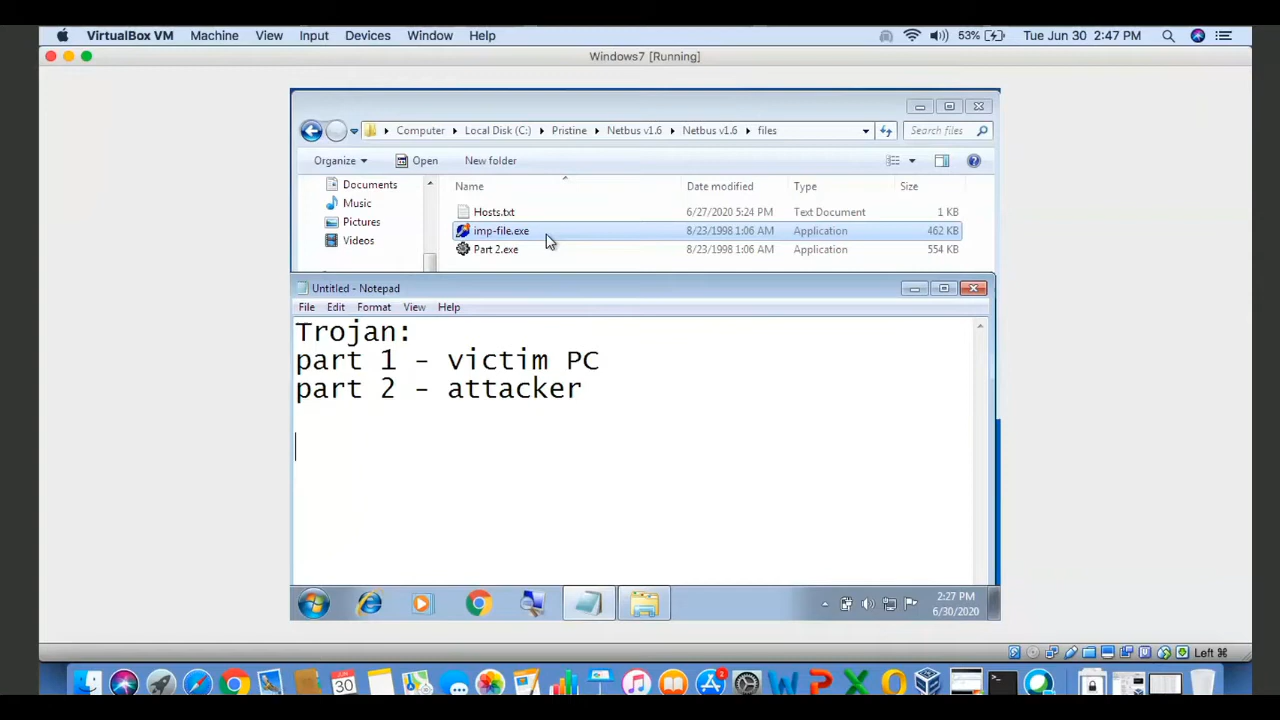 VirtualBox VM Machine View Input Devices Window Help 53% Tue Jun 30 2:47 PM
Windows7 [Running]
Computer Local Disk (C:) Pristine Netbus v1.6 Netbus v1.6 files Search files
Organize Open New folder
Name Date modified Type Size
Documents
Music
Pictures
Videos
Hosts.txt 6/27/2020 5:24 PM Text Document 1 KB
imp-file.exe 8/23/1998 1:06 AM Application 462 KB
Part 2.exe 8/23/1998 1:06 AM Application 554 KB
Untitled - Notepad
File Edit Format View Help
Trojan:
part 1 - victim PC
part 2 - attacker
2:27 PM
6/30/2020
Left ⌘
30
2